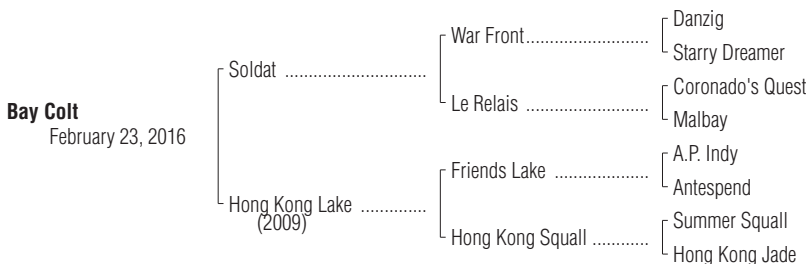 Danzig
War Front..............................
Starry Dreamer
Soldat ..................................
Coronado's Quest
Le Relais ..............................
Malbay
Bay Colt
February 23, 2016
A.P. Indy
Friends Lake .......................
Antespend
Hong Kong Lake ................
(2009)
Summer Squall
Hong Kong Squall .............
Hong Kong Jade